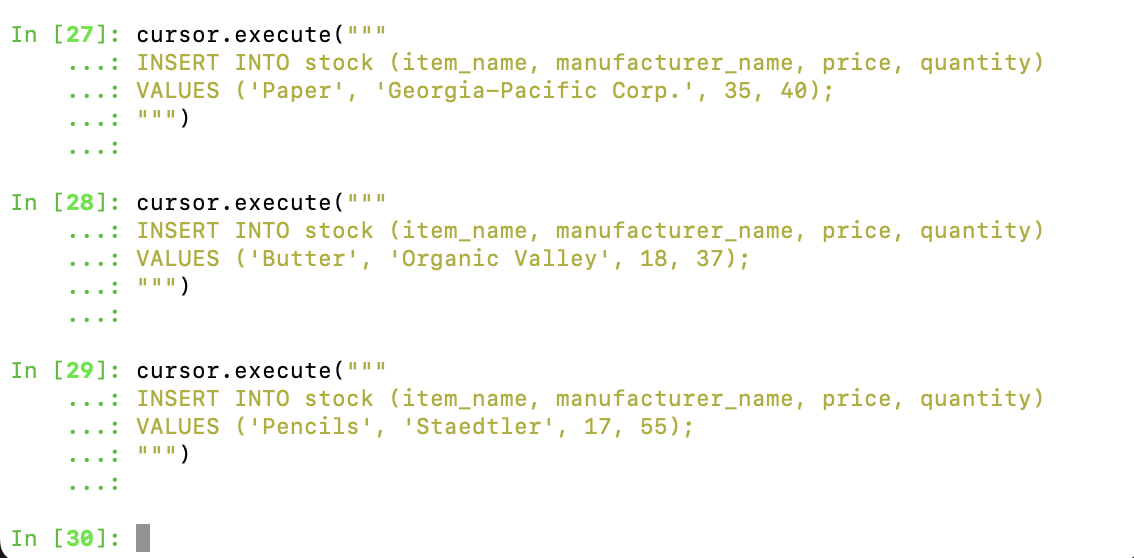 In [27]: cursor.execute("""
...: INSERT INTO stock (item_name, manufacturer_name, price, quantity)
...: VALUES ('Paper', 'Georgia-Pacific Corp.', 35, 40);
...: """)
...:
In [28]: cursor.execute("""
...: INSERT INTO stock (item_name, manufacturer_name, price, quantity)
...: VALUES ('Butter', 'Organic Valley', 18, 37);
...: """)
...:
In [29]: cursor.execute("""
...: INSERT INTO stock (item_name, manufacturer_name, price, quantity)
...: VALUES ('Pencils', 'Staedtler', 17, 55);
...: """)
...:
In [30]: